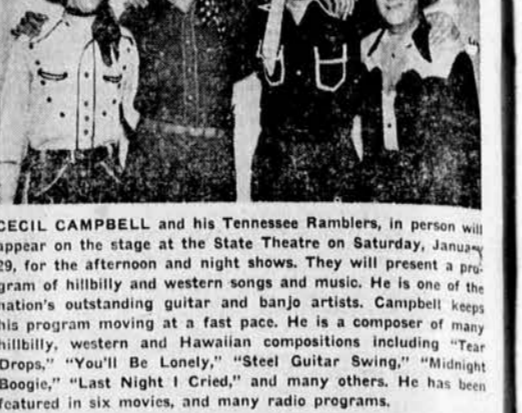 CECIL CAMPBELL and his Tennessee Ramblers, in person will
appear on the stage at the State Theatre on Saturday, January
29, for the afternoon and night shows. They will present a pro-
gram of hillbilly and western songs and music. He is one of the
nation's outstanding guitar and banjo artists. Campbell keeps
his program moving at a fast pace. He is a composer of many
hillbilly, western and Hawaiian compositions including "Tear
Drops," "You'll Be Lonely," "Steel Guitar Swing," "Midnight
Boogie," "Last Night I Cried," and many others. He has been
featured in six movies, and many radio programs.